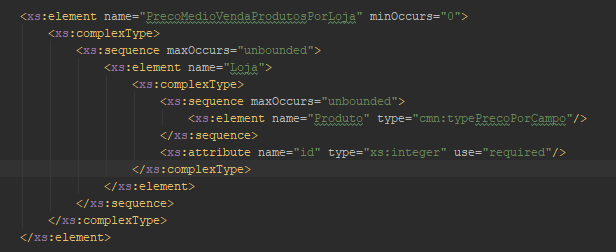 <xs:element name="PrecoMedioVendaProdutosPorLoja" minOccurs="0">
<xs:complexType>
<xs:sequence maxOccurs="unbounded">
<xs:element name="Loja">
<xs:complexType>
<xs:sequence maxOccurs="unbounded">
<xs:element name="Produto" type="cmn:typePrecoPorCampo"/>
</xs:sequence>
<xs:attribute name="id" type="xs:integer" use="required"/>
</xs:complexType>
</xs:element>
</xs:sequence>
</xs:complexType>
</xs:element>